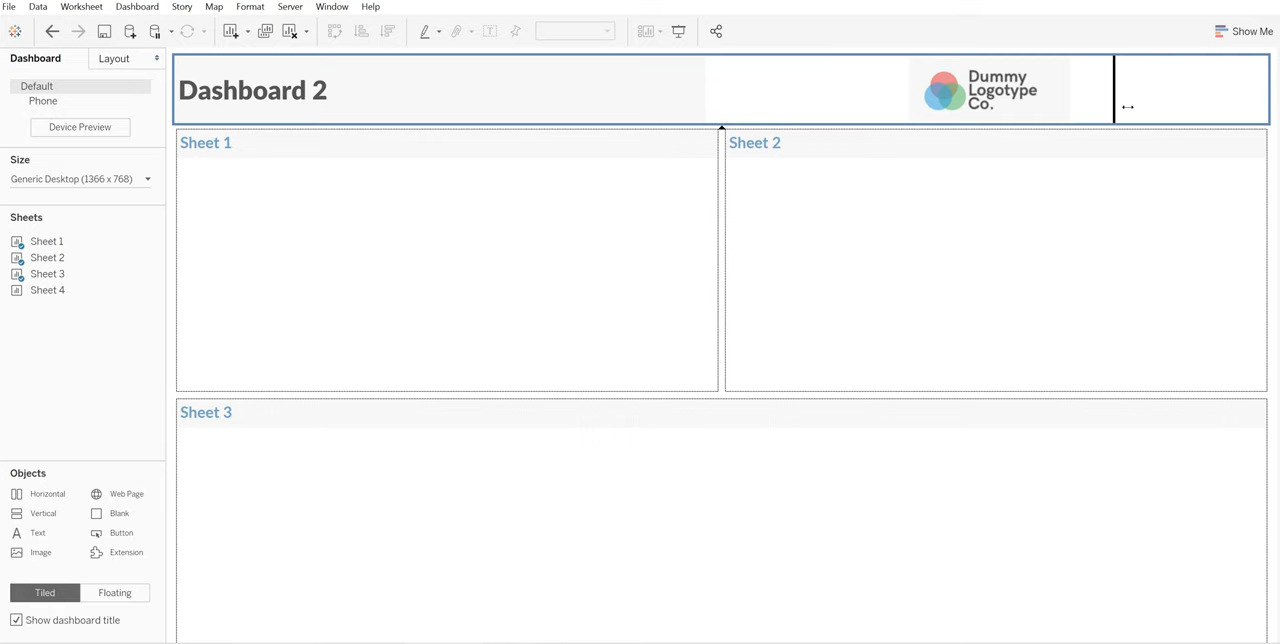 File Data Worksheet Dashboard Story Map Format Server Window Help
Show Me
Dashboard Layout
Default
Phone
Device Preview
Size
Generic Desktop (1366 x 768)
Sheets
Sheet 1
Sheet 2
Sheet 3
Sheet 4
Objects
Horizontal Web Page
Vertical Blank
Text Button
Image Extension
Tiled Floating
Show dashboard title
Dashboard 2
Dummy
Logotype
Co.
Sheet 1
Sheet 2
Sheet 3